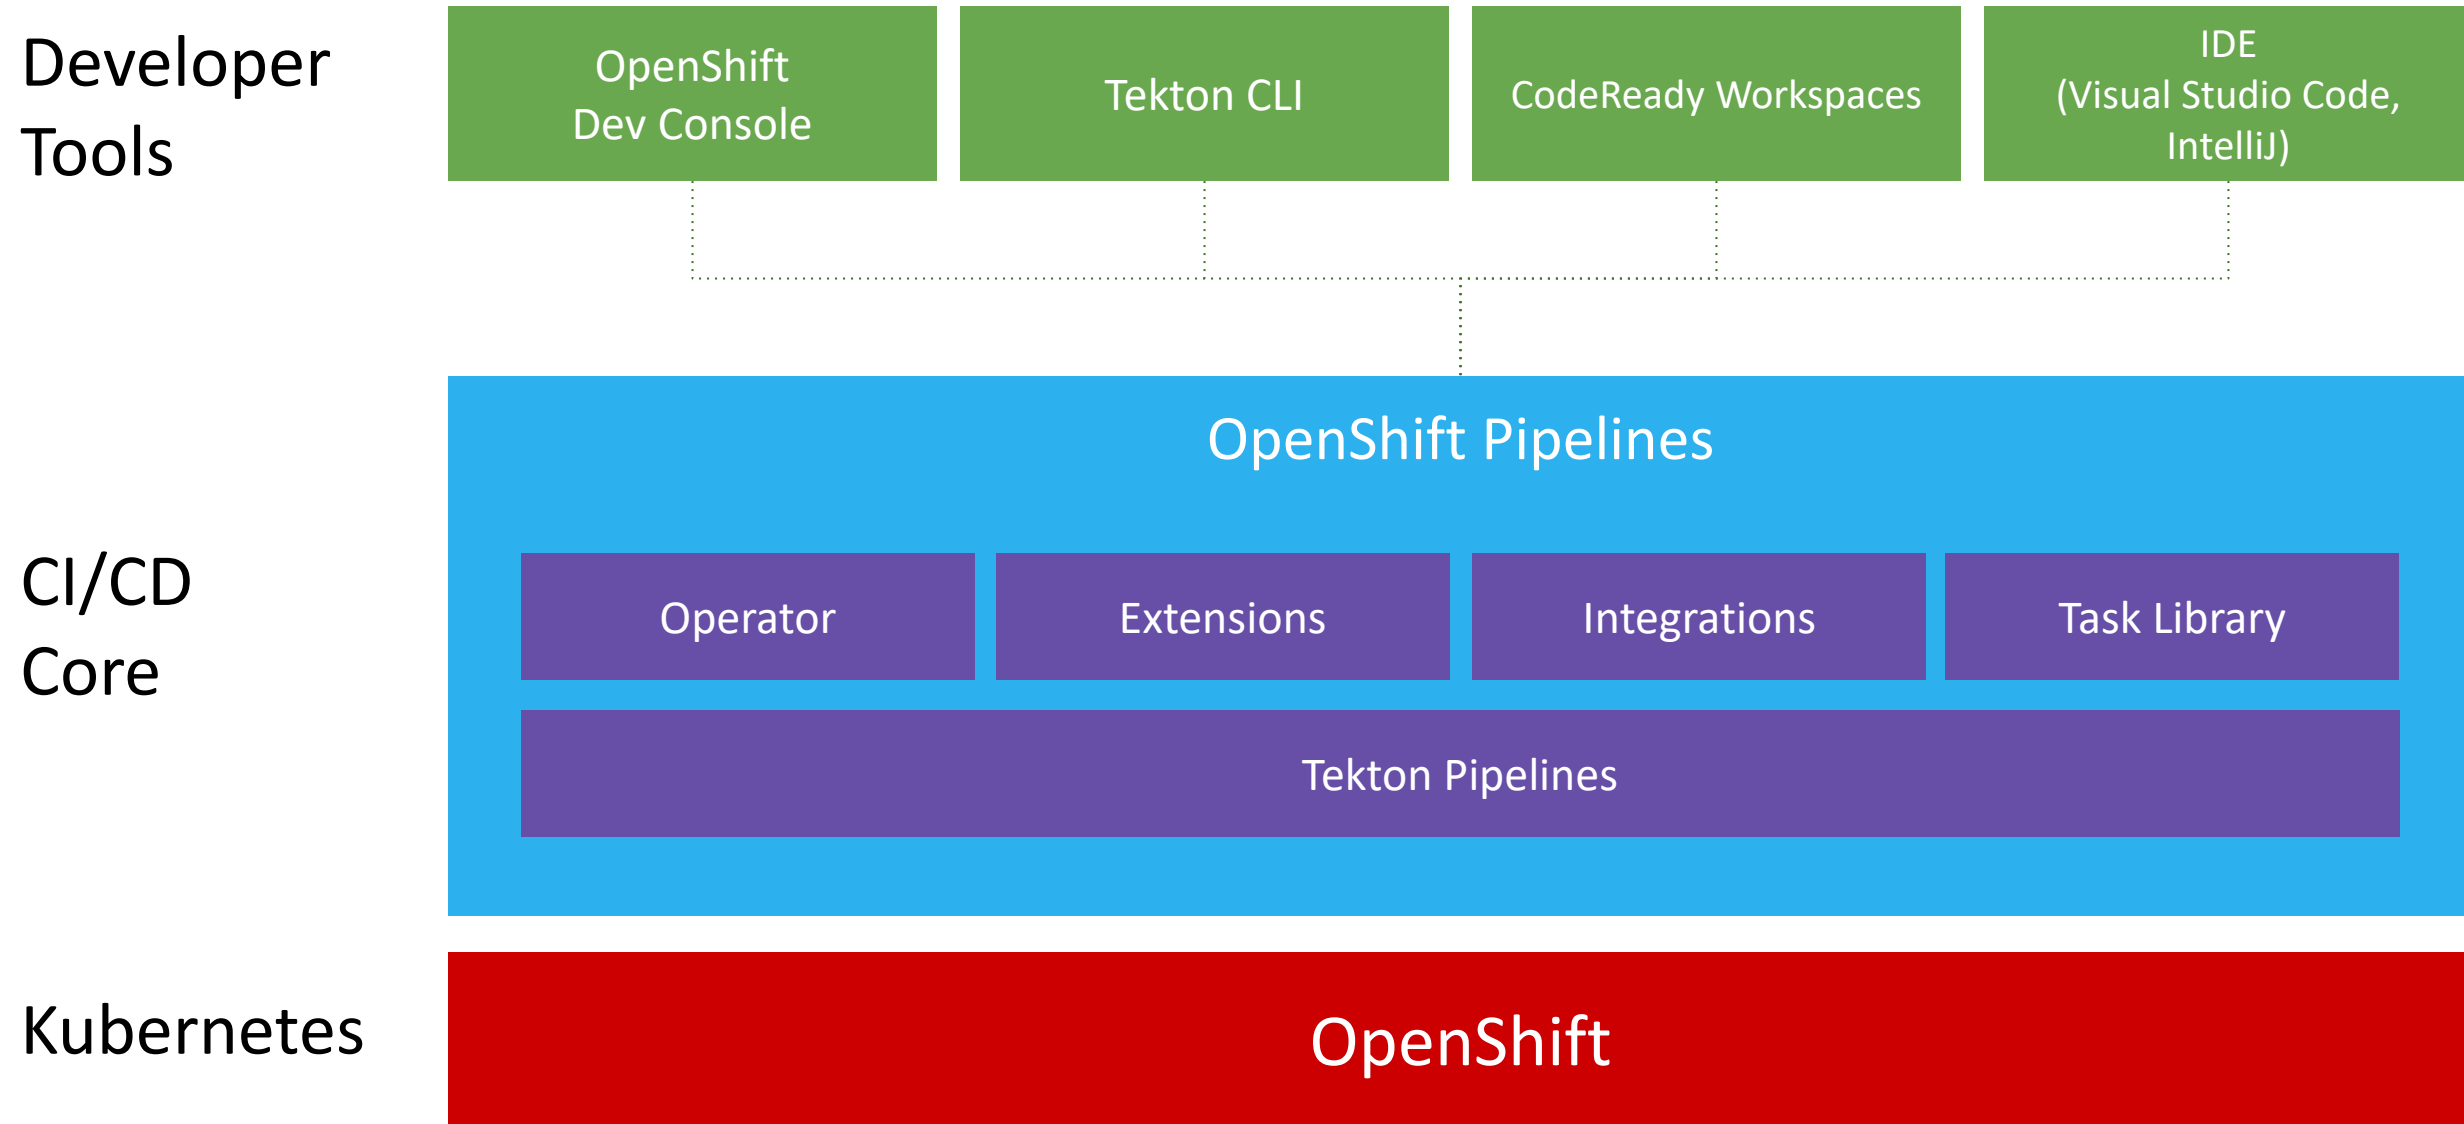 Developer
Tools
OpenShift
Dev Console
Tekton CLI
CodeReady Workspaces
IDE
(Visual Studio Code,
IntelliJ)
CI/CD
Core
OpenShift Pipelines
Operator
Extensions
Integrations
Task Library
Tekton Pipelines
Kubernetes
OpenShift